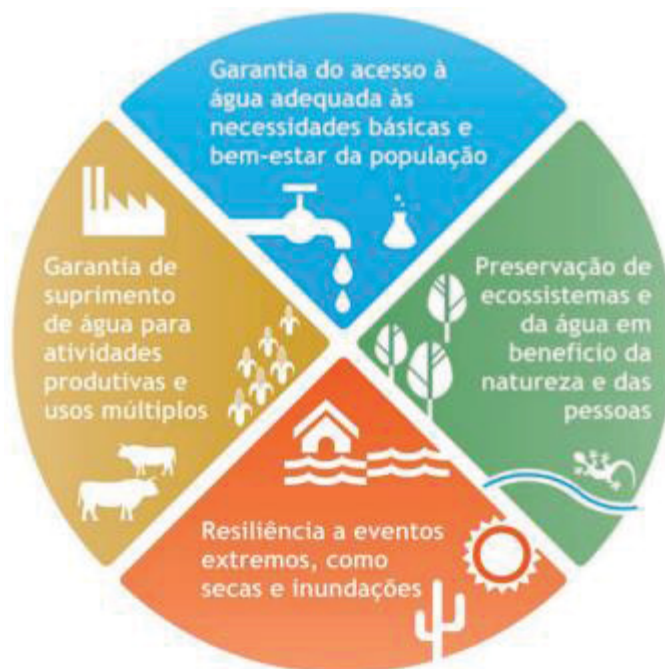 Garantia do acesso à
água adequada às
necessidades básicas e
bem-estar da população
Garantia de
suprimento
de água para
atividades
produtivas e
usos múltiplos
Preservação de
ecossistemas e
da água em
benefício da
natureza e das
pessoas
Resiliência a eventos
extremos, como
secas e inundações